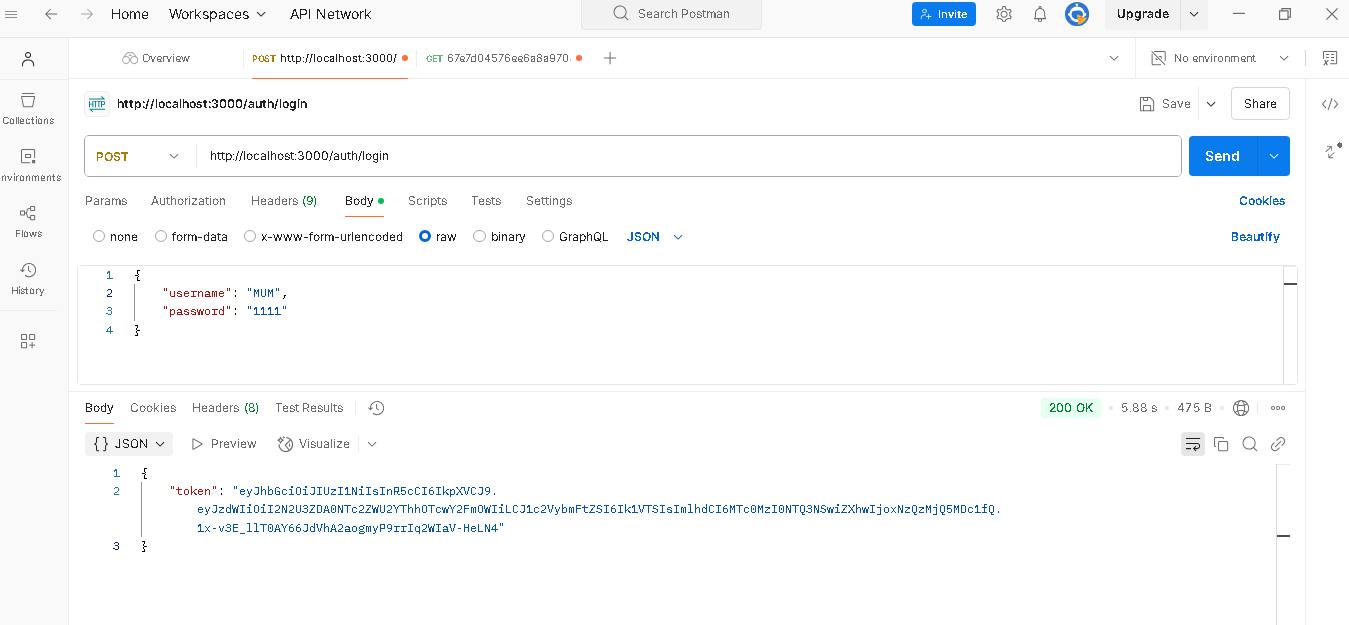 Home Workspaces API Network Search Postman Invite Upgrade
Overview POST http://localhost:3000/ GET 67e7d04576ee6a8a970 No environment
HTTP http://localhost:3000/auth/login Save Share
POST http://localhost:3000/auth/login Send
Params Authorization Headers (9) Body Scripts Tests Settings Cookies
none form-data x-www-form-urlencoded raw binary GraphQL JSON Beautify
1 {
2 "username": "MUM",
3 "password": "1111"
4 }
Collections
nvironments
Flows
History
Body Cookies Headers (8) Test Results 200 OK 5.88 s 475 B
{} JSON Preview Visualize
1 {
2 "token": "eyJhbGciOiJIUzI1NiIsInR5cCI6IkpXVCJ9.
eyJzdWIiOiI2N2U3ZDA0NTc2ZWU2YThhOTcwY2FmOWIiLCJ1c2VybmFtZSI6Ik1VTSIsImlhdCI6MTc0MzI0NTQ3NSwiZXhwIjoxNzQzMjQ5MDc1fQ.
1x-v3E_llT0AY66JdVhA2aogmyP9rrIq2WIaV-HeLN4"
3 }